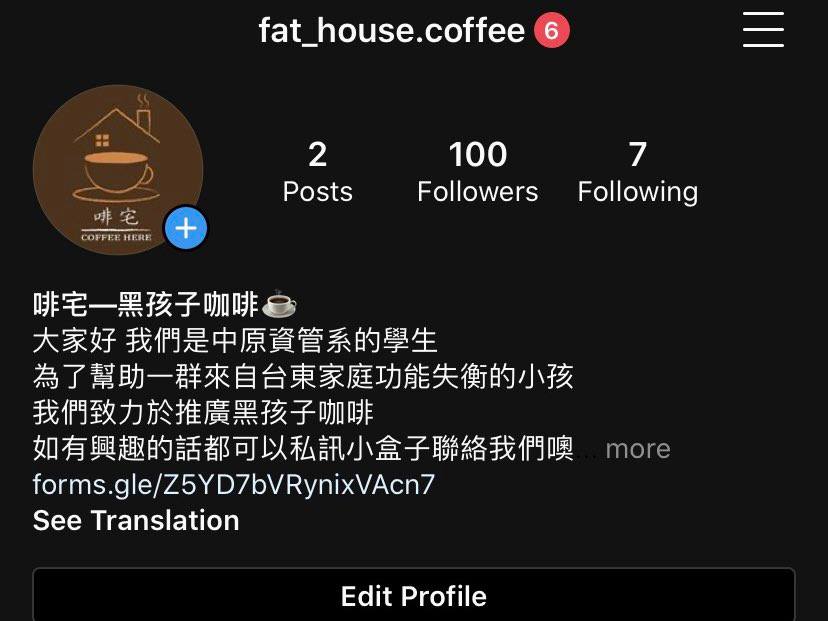 fat_house.coffee 6
啡宅
COFFEE HERE
2 100 7
Posts Followers Following
啡宅—黑孩子咖啡☕
大家好 我們是中原資管系的學生
為了幫助一群來自台東家庭功能失衡的小孩
我們致力於推廣黑孩子咖啡
如有興趣的話都可以私訊小盒子聯絡我們噢... more
forms.gle/Z5YD7bVRynixVAcn7
See Translation
Edit Profile